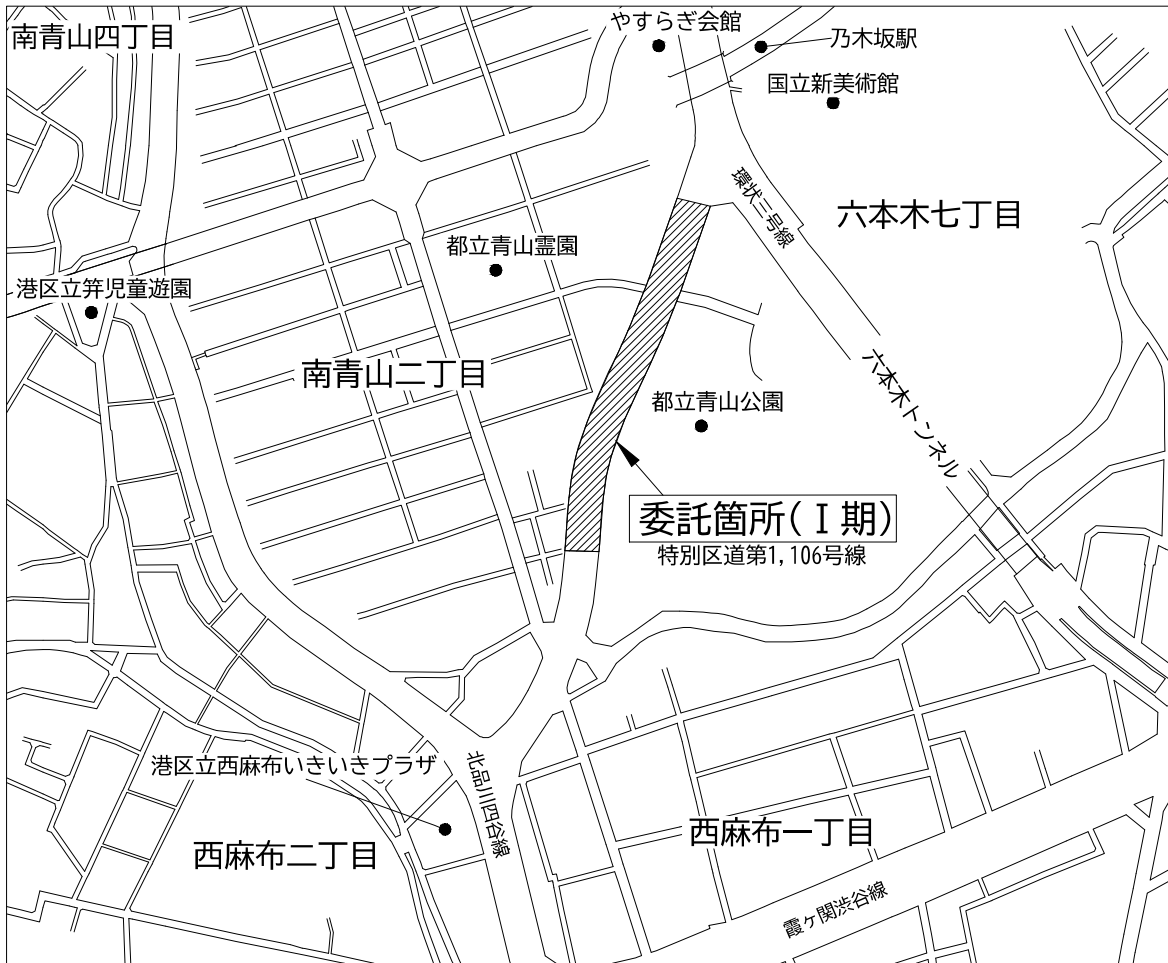 やすらぎ会館
南青山四丁目
乃木坂駅
国立新美術館
環状三号線
六本木七丁目
都立青山霊園
港区立笄児童遊園
南青山二丁目
六本木トンネル
都立青山公園
委託箇所(Ⅰ期)
特別区道第1,106号線
港区立西麻布いきいきプラザ
北品川四谷線
西麻布一丁目
西麻布二丁目
霞ヶ関渋谷線